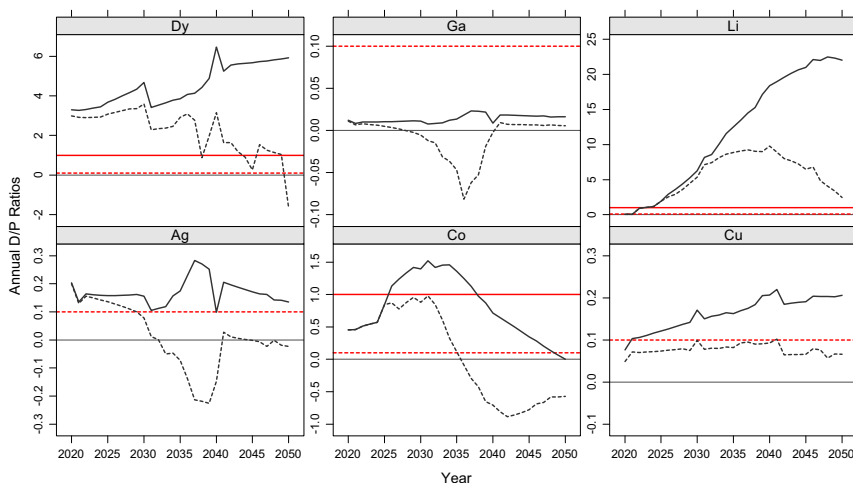 Dy
Ga
Li
-2 0 2 4 6
-0.10 -0.05 0.00 0.05 0.10
0 5 10 15 20 25
Annual D/P Ratios
Ag
Co
Cu
-0.3 -0.2 -0.1 0.0 0.1 0.2 0.3
-1.0 -0.5 0.0 0.5 1.0 1.5
-0.1 0.0 0.1 0.2 0.3
2020 2025 2030 2035 2040 2045 2050
2020 2025 2030 2035 2040 2045 2050
2020 2025 2030 2035 2040 2045 2050
Year